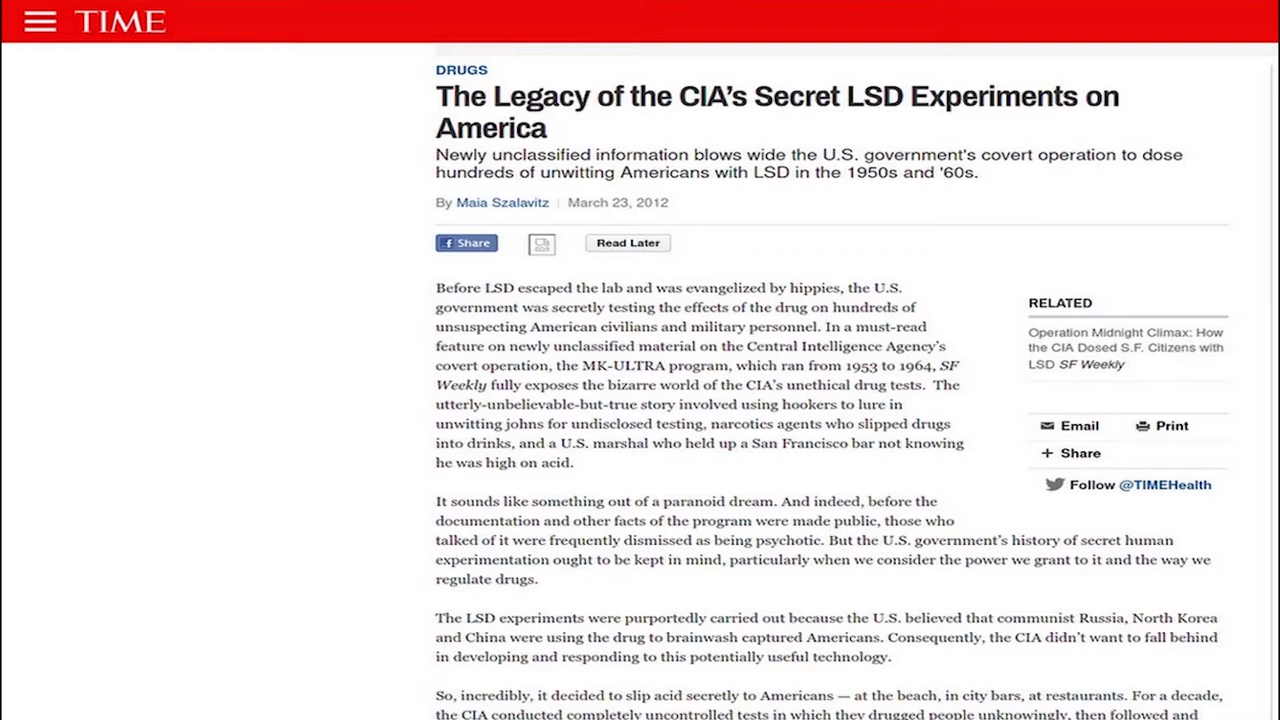 TIME
DRUGS
The Legacy of the CIA's Secret LSD Experiments on
America
Newly unclassified information blows wide the U.S. government's covert operation to dose
hundreds of unwitting Americans with LSD in the 1950s and '60s.
By Maia Szalavitz | March 23, 2012
f Share
Read Later
Before LSD escaped the lab and was evangelized by hippies, the U.S.
government was secretly testing the effects of the drug on hundreds of
unsuspecting American civilians and military personnel. In a must-read
feature on newly unclassified material on the Central Intelligence Agency's
covert operation, the MK-ULTRA program, which ran from 1953 to 1964, SF
Weekly fully exposes the bizarre world of the CIA's unethical drug tests.  The
utterly-unbelievable-but-true story involved using hookers to lure in
unwitting johns for undisclosed testing, narcotics agents who slipped drugs
into drinks, and a U.S. marshal who held up a San Francisco bar not knowing
he was high on acid.
RELATED
Operation Midnight Climax: How
the CIA Dosed S.F. Citizens with
LSD SF Weekly
Email
Print
+ Share
Follow @TIMEHealth
It sounds like something out of a paranoid dream. And indeed, before the
documentation and other facts of the program were made public, those who
talked of it were frequently dismissed as being psychotic. But the U.S. government's history of secret human
experimentation ought to be kept in mind, particularly when we consider the power we grant to it and the way we
regulate drugs.
The LSD experiments were purportedly carried out because the U.S. believed that communist Russia, North Korea
and China were using the drug to brainwash captured Americans. Consequently, the CIA didn't want to fall behind
in developing and responding to this potentially useful technology.
So, incredibly, it decided to slip acid secretly to Americans — at the beach, in city bars, at restaurants. For a decade,
the CIA conducted completely uncontrolled tests in which they drugged people unknowingly, then followed and